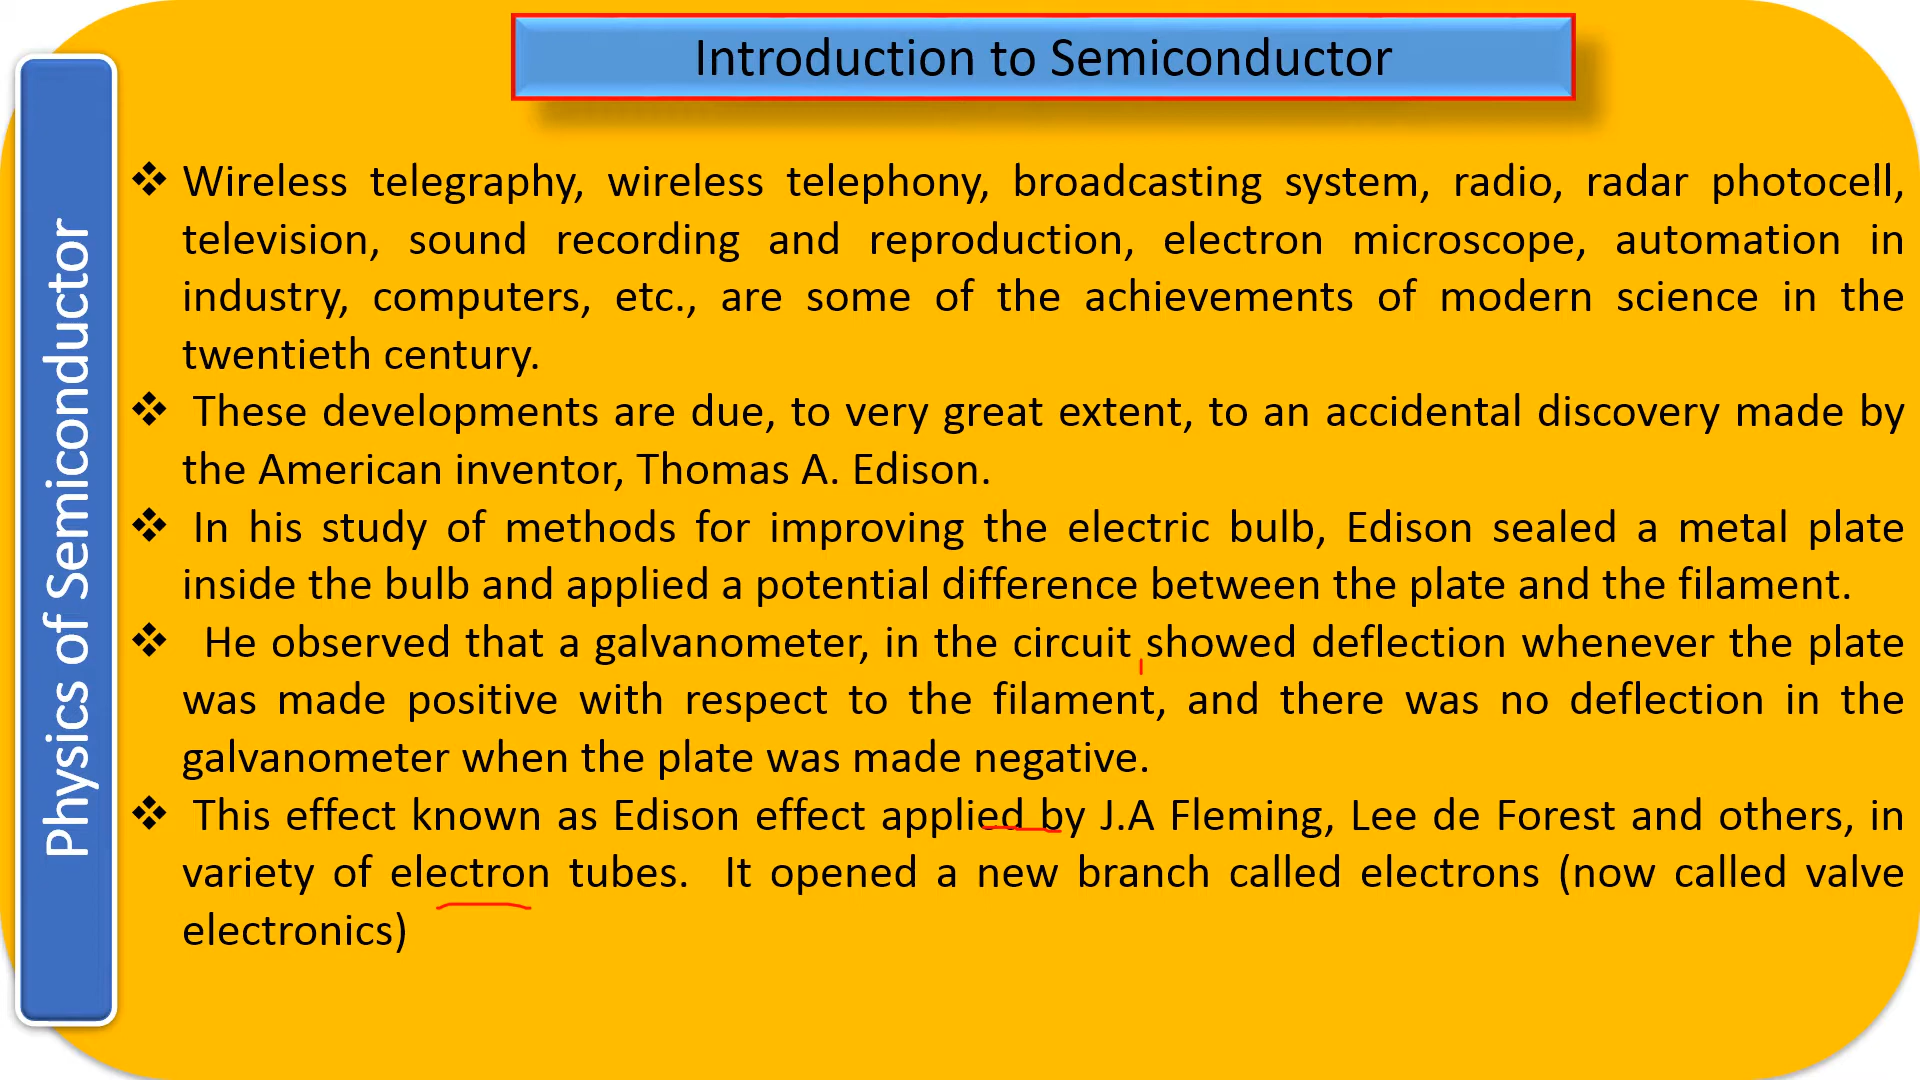 Introduction to Semiconductor
Physics of Semiconductor
❖ Wireless telegraphy, wireless telephony, broadcasting system, radio, radar photocell,
television, sound recording and reproduction, electron microscope, automation in
industry, computers, etc., are some of the achievements of modern science in the
twentieth century.
❖ These developments are due, to very great extent, to an accidental discovery made by
the American inventor, Thomas A. Edison.
❖ In his study of methods for improving the electric bulb, Edison sealed a metal plate
inside the bulb and applied a potential difference between the plate and the filament.
❖ He observed that a galvanometer, in the circuit showed deflection whenever the plate
was made positive with respect to the filament, and there was no deflection in the
galvanometer when the plate was made negative.
❖ This effect known as Edison effect applied by J.A Fleming, Lee de Forest and others, in
variety of electron tubes. It opened a new branch called electrons (now called valve
electronics)